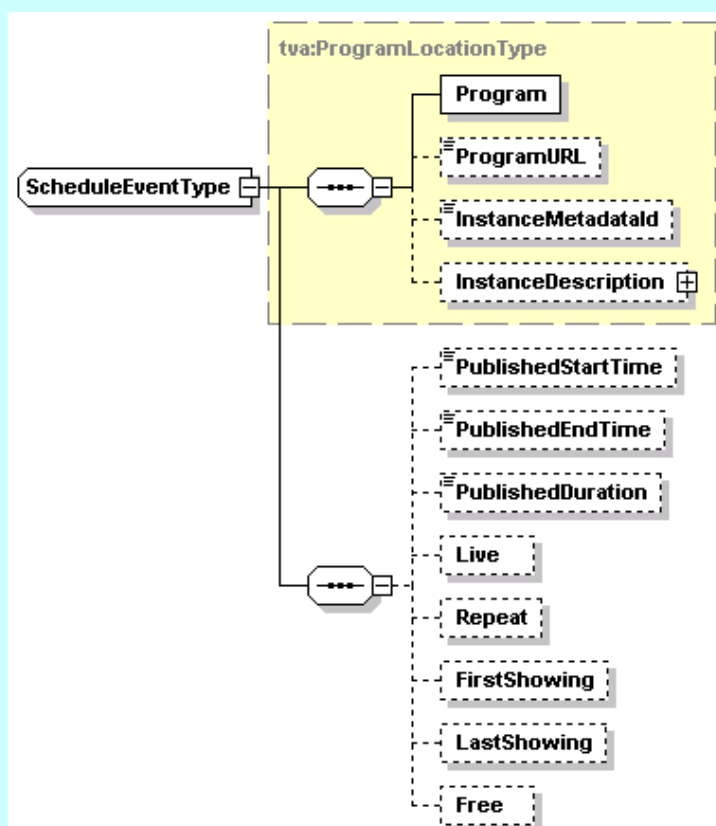 tva:ProgramLocationType
Program
ProgramURL
ScheduleEventType
InstanceMetadataId
InstanceDescription
PublishedStartTime
PublishedEndTime
PublishedDuration
Live
Repeat
FirstShowing
LastShowing
Free